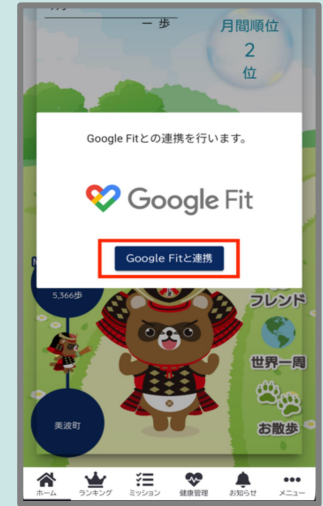 一 歩
月間順位
2
位
Google Fitとの連携を行います。
Google Fit
Google Fitと連携
5,366歩
フレンド
世界一周
美波町
お散歩
ホーム
ランキング
ミッション
健康管理
お知らせ
メニュー